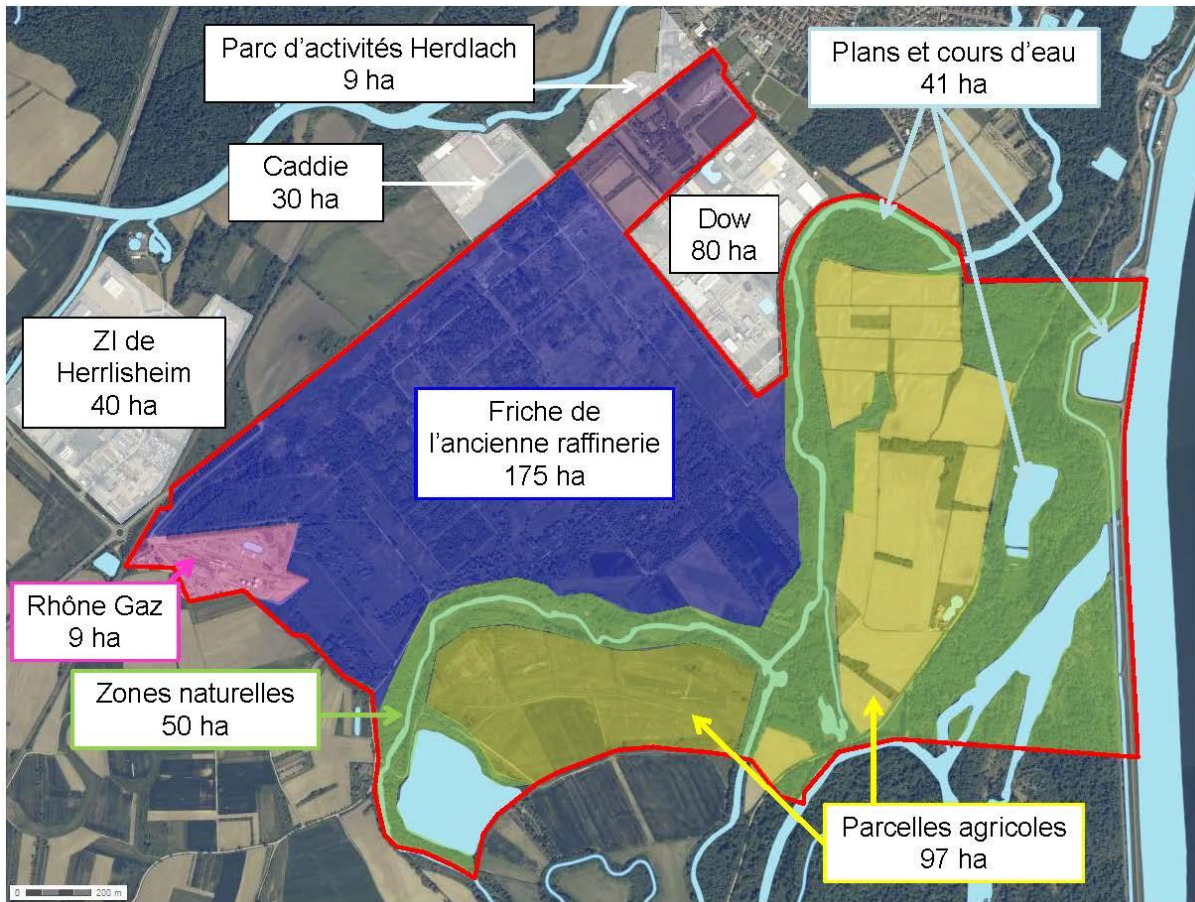 Parc d'activités Herdlach
9 ha
Plans et cours d'eau
41 ha
Caddie
30 ha
Dow
80 ha
ZI de
Herrlisheim
40 ha
Friche de
l'ancienne raffinerie
175 ha
Rhône Gaz
9 ha
Zones naturelles
50 ha
Parcelles agricoles
97 ha
0 200 m